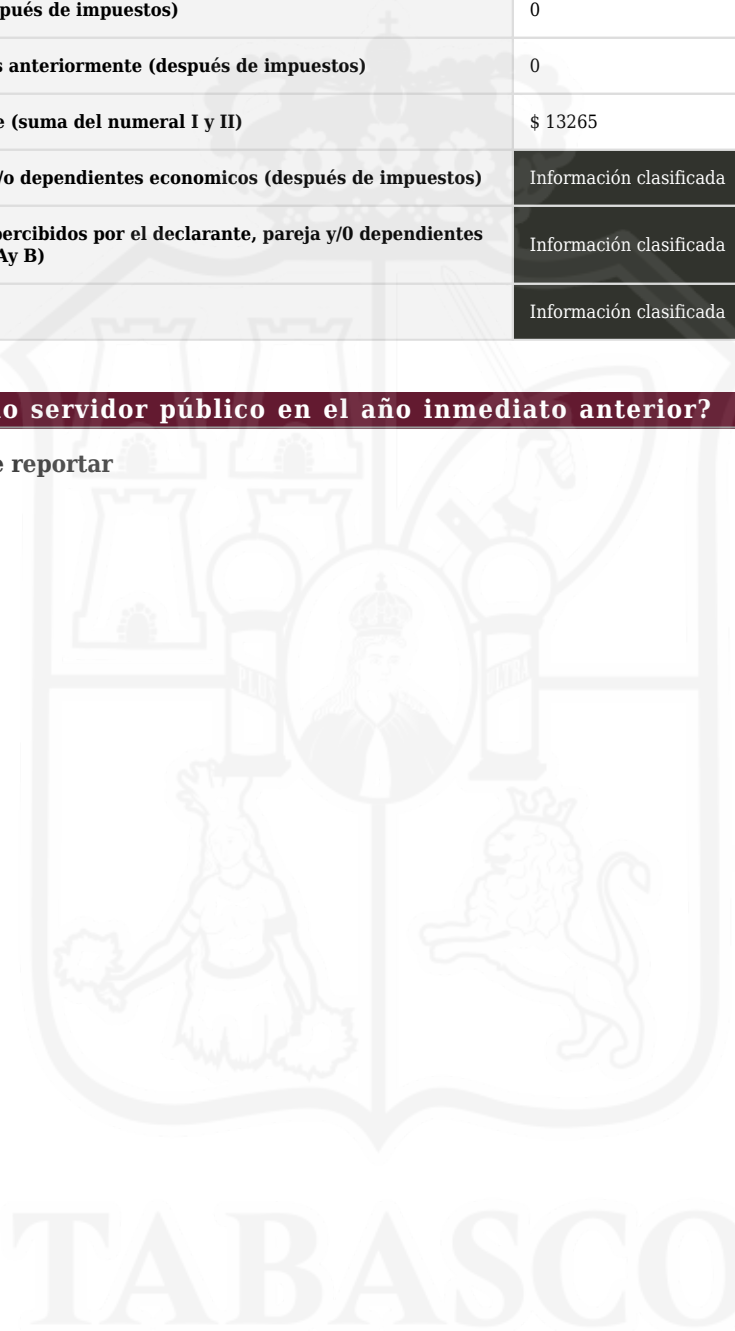 pués de impuestos)
0
s anteriormente (después de impuestos)
0
e (suma del numeral I y II)
$ 13265
/o dependientes economicos (después de impuestos)
Información clasificada
percibidos por el declarante, pareja y/0 dependientes
Ay B)
Información clasificada
Información clasificada
o servidor público en el año inmediato anterior?
e reportar
PLUS
ULTRA
TABASCO